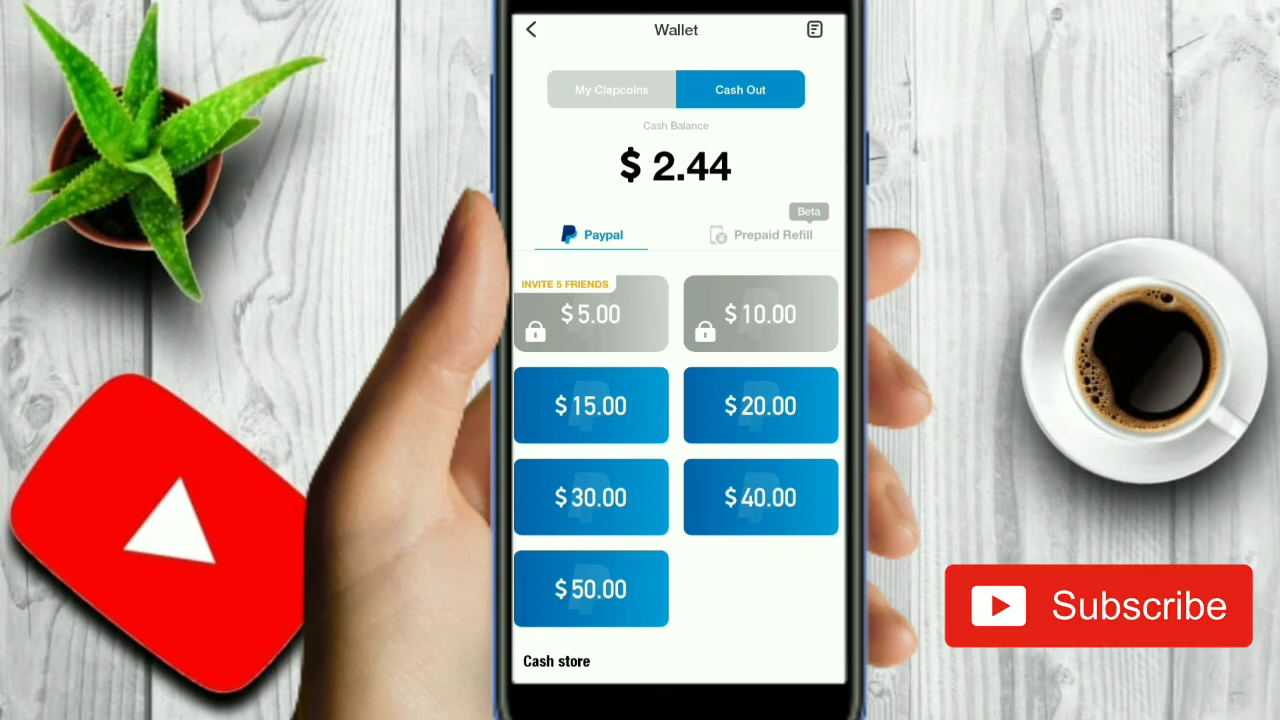 Wallet
My Clapcoins
Cash Out
Cash Balance
$ 2.44
Beta
Paypal
Prepaid Refill
INVITE 5 FRIENDS
$ 5.00
$ 10.00
$ 15.00
$ 20.00
$ 30.00
$ 40.00
$ 50.00
Cash store
Subscribe